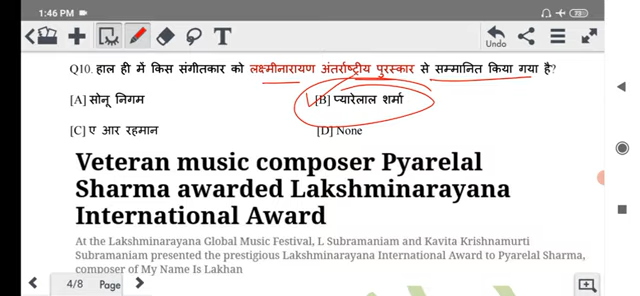 1:46 PM
73
Undo
Q10. हाल ही में किस संगीतकार को लक्ष्मीनारायण अंतर्राष्ट्रीय पुरस्कार से सम्मानित किया गया है?
[A] सोनू निगम
[B] प्यारेलाल शर्मा
[C] ए आर रहमान
[D] None
Veteran music composer Pyarelal
Sharma awarded Lakshminarayana
International Award
At the Lakshminarayana Global Music Festival, L Subramaniam and Kavita Krishnamurti
Subramaniam presented the prestigious Lakshminarayana International Award to Pyarelal Sharma,
composer of My Name is Lakhan
4/8 Page